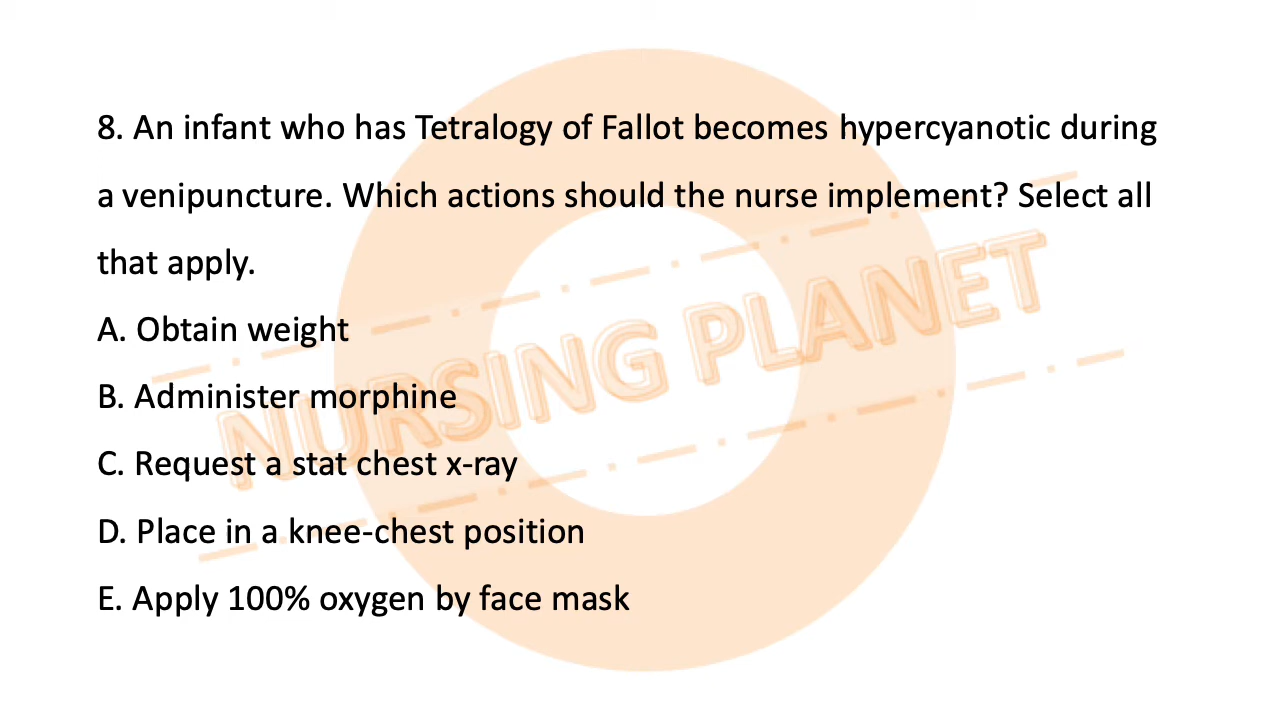 8. An infant who has Tetralogy of Fallot becomes hypercyanotic during
a venipuncture. Which actions should the nurse implement? Select all
that apply.
A. Obtain weight
B. Administer morphine
C. Request a stat chest x-ray
D. Place in a knee-chest position
E. Apply 100% oxygen by face mask
NURSING PLANET